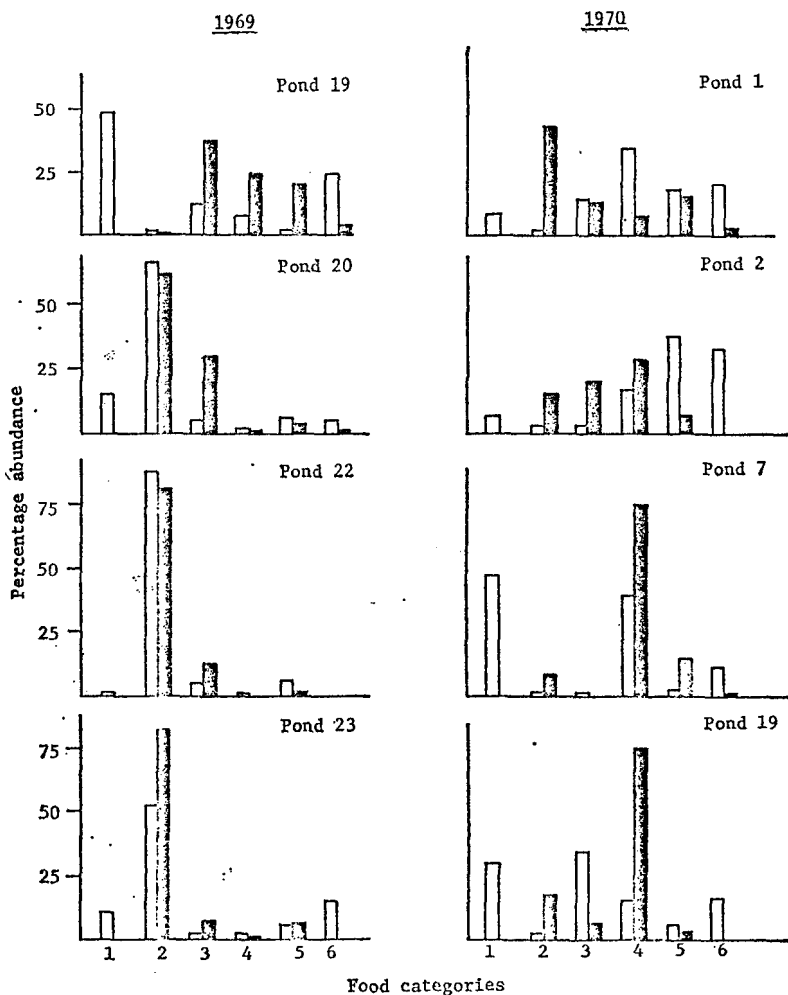 1969
1970
Pond 19
Pond 1
50
25
Pond 20
Pond 2
50
25
Pond 22
Pond 7
75
50
25
Pond 23
Pond 19
75
50
25
Percentage abundance
1 2 3 4 5 6
1 2 3 4 5 6
Food categories